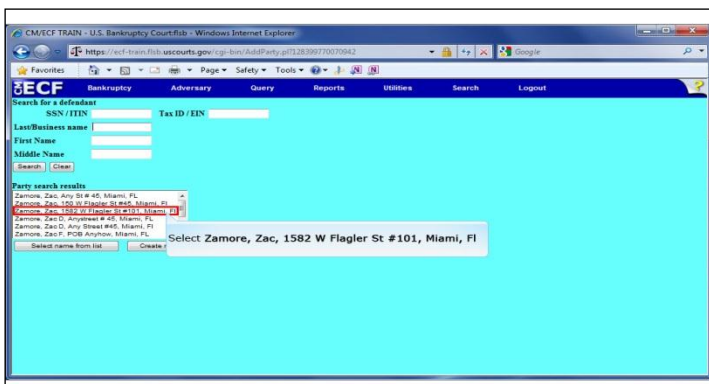 CM/ECF TRAIN - U.S. Bankruptcy Court:flsb - Windows Internet Explorer
https://ecf-train.flsb.uscourts.gov/cgi-bin/AddParty.pl?128399770070942
Google
Favorites Page Safety Tools
ECF Bankruptcy Adversary Query Reports Utilities Search Logout
Search for a defendant
SSN / ITIN Tax ID / EIN
Last/Business name
First Name
Middle Name
Search Clear
Party search results
Zamore, Zac, Any St # 45, Miami, FL
Zamore, Zac, 150 W Flagler St #45, Miami, FL
Zamore, Zac, 1582 W Flagler St #101, Miami, Fl
Zamore, Zac D, Anystreet # 45, Miami, FL
Zamore, Zac D, Any Street #45, Miami, Fl
Zamore, Zac F, POB Anyhow, Miami, FL
Select name from list Create
Select Zamore, Zac, 1582 W Flagler St #101, Miami, Fl